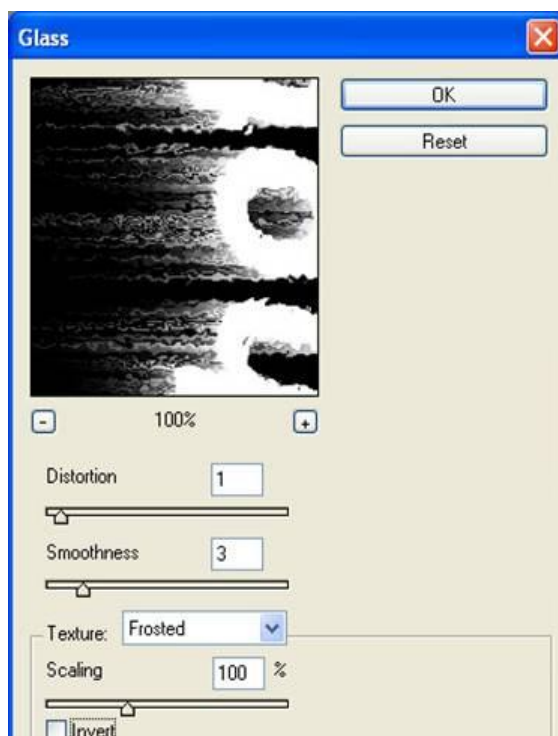 Glass
OK
Reset
100%
Distortion 1
Smoothness 3
Texture: Frosted
Scaling 100 %
Invert